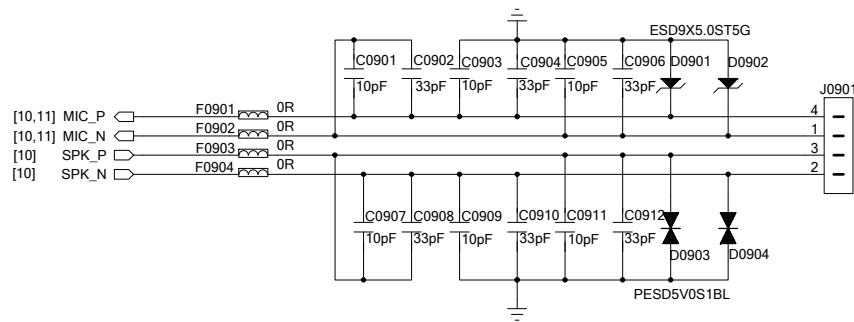 ESD9X5.0ST5G
C0901 C0902 C0903 C0904 C0905 C0906 D0901 D0902
10pF 33pF 10pF 33pF 10pF 33pF
J0901
[10,11] MIC_P F0901 0R 4
[10,11] MIC_N F0902 0R 1
[10] SPK_P F0903 0R 3
[10] SPK_N F0904 0R 2
C0907 C0908 C0909 C0910 C0911 C0912
10pF 33pF 10pF 33pF 10pF 33pF
D0903 D0904
PESD5V0S1BL